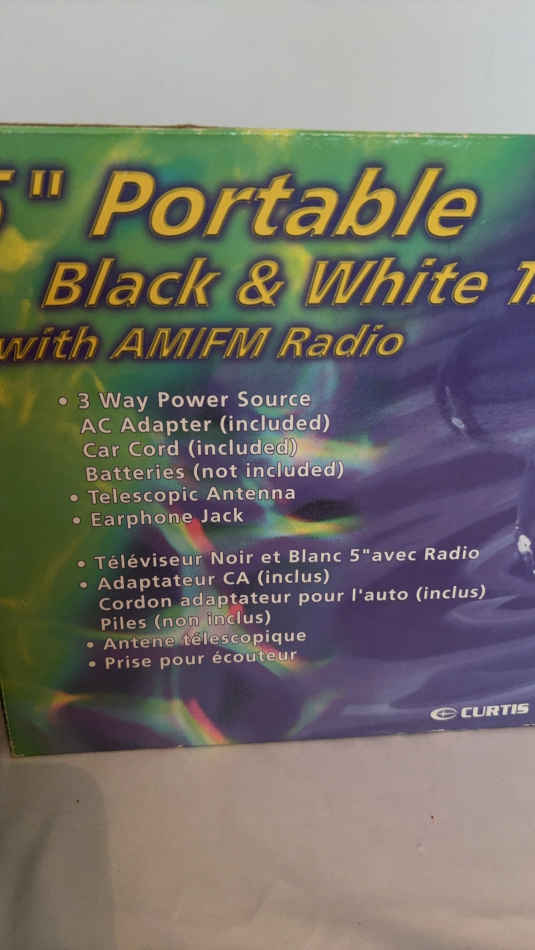 5" Portable
Black & White T.
with AM/FM Radio
• 3 Way Power Source
AC Adapter (included)
Car Cord (included)
Batteries (not included)
• Telescopic Antenna
• Earphone Jack
• Téléviseur Noir et Blanc 5"avec Radio
• Adaptateur CA (inclus)
Cordon adaptateur pour l'auto (inclus)
Piles (non inclus)
• Antene télescopique
• Prise pour écouteur
CURTIS